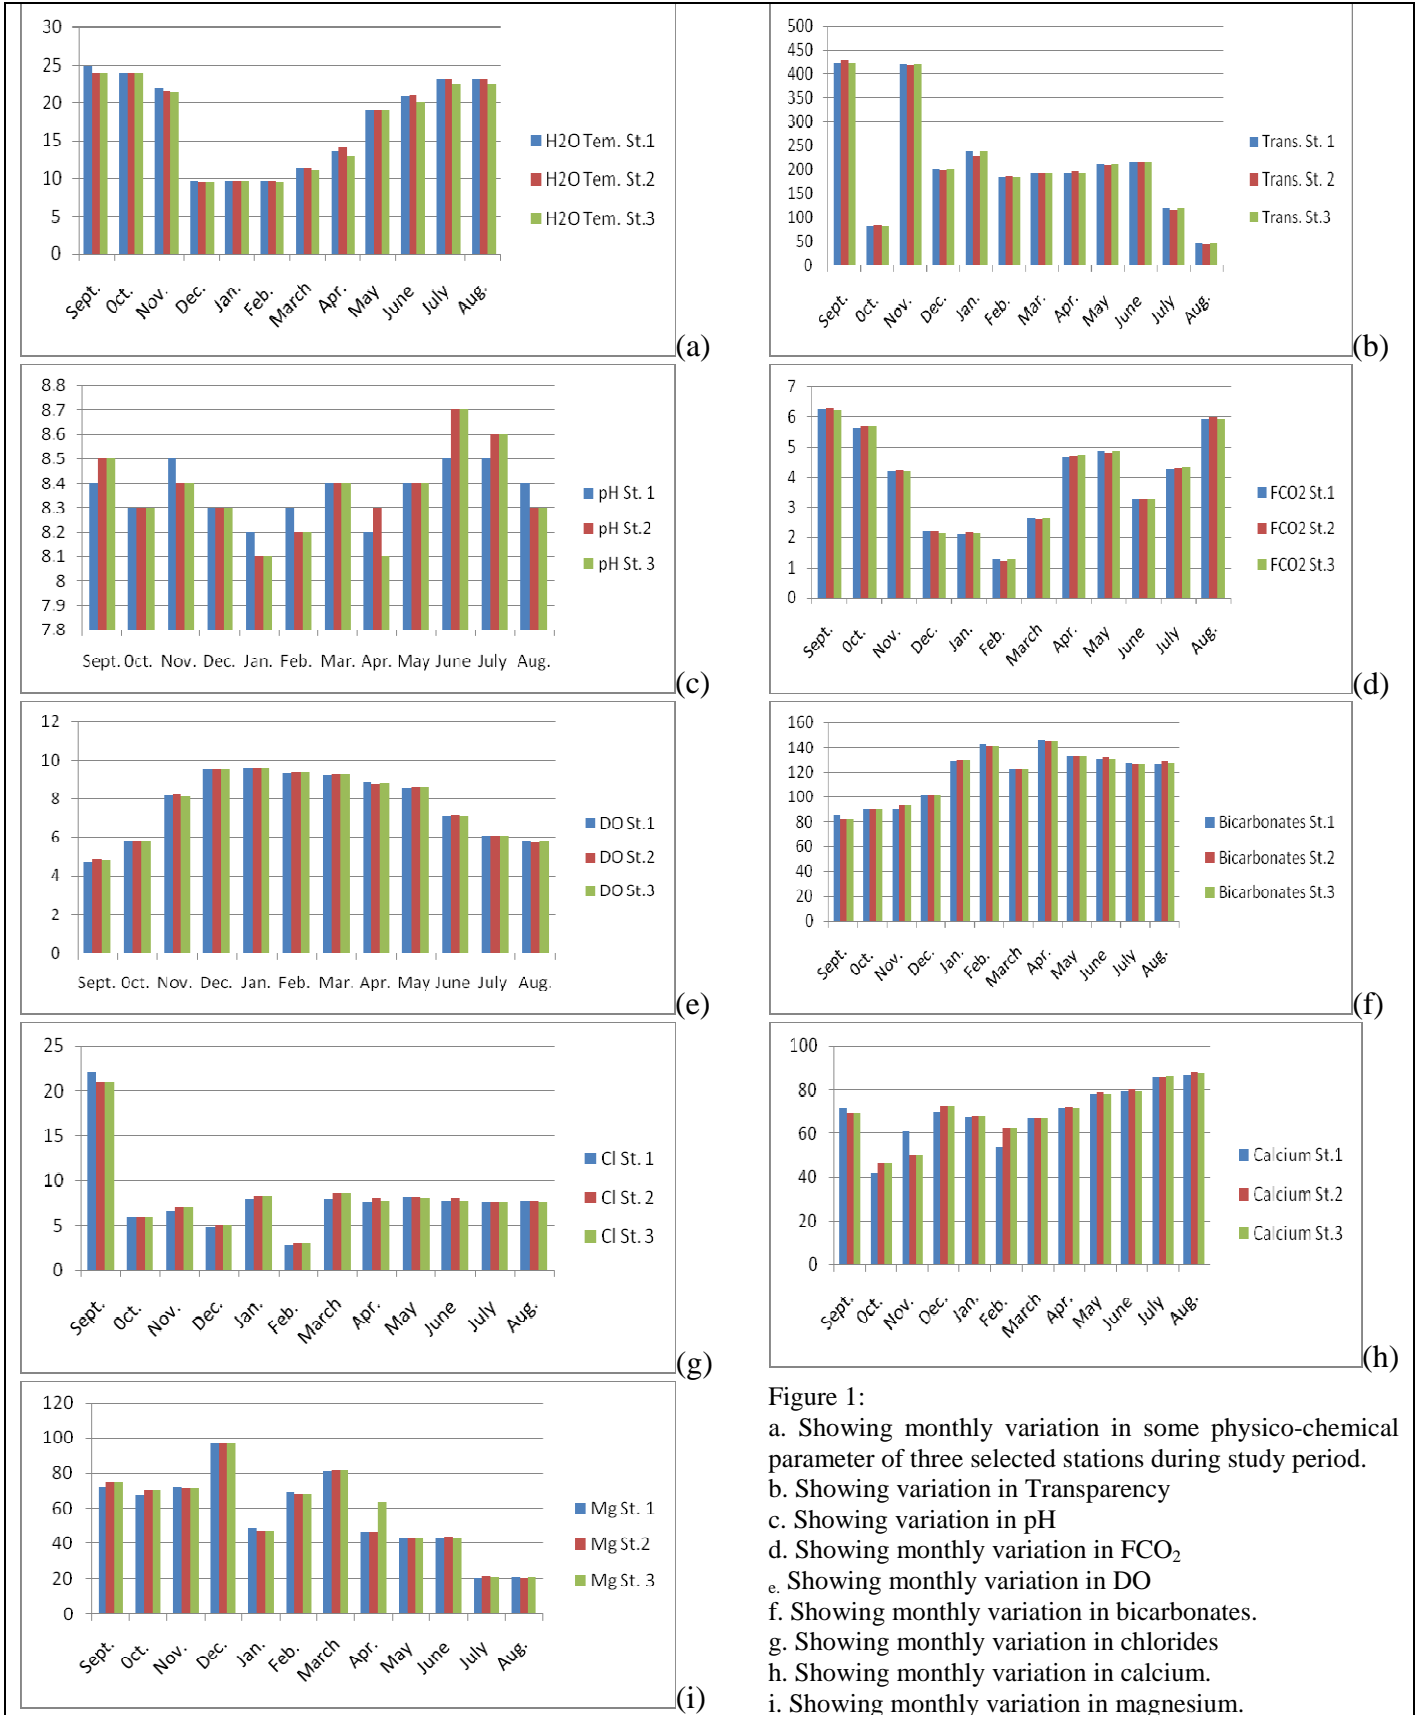 30
25
20
15
10
5
0
Sept.
Oct.
Nov.
Dec.
Jan.
Feb.
March
Apr.
May
June
July
Aug.
H2O Tem. St.1
H2O Tem. St.2
H2O Tem. St.3
(a)
500
450
400
350
300
250
200
150
100
50
0
Sept.
Oct.
Nov.
Dec.
Jan.
Feb.
Mar.
Apr.
May
June
July
Aug.
Trans. St. 1
Trans. St. 2
Trans. St.3
(b)
8.8
8.7
8.6
8.5
8.4
8.3
8.2
8.1
8
7.9
7.8
Sept. Oct. Nov. Dec. Jan. Feb. Mar. Apr. May June July Aug.
pH St. 1
pH St.2
pH St. 3
(c)
7
6
5
4
3
2
1
0
Sept.
Oct.
Nov.
Dec.
Jan.
Feb.
March
Apr.
May
June
July
Aug.
FCO2 St.1
FCO2 St.2
FCO2 St.3
(d)
12
10
8
6
4
2
0
Sept. Oct. Nov. Dec. Jan. Feb. Mar. Apr. May June July Aug.
DO St.1
DO St.2
DO St.3
(e)
160
140
120
100
80
60
40
20
0
Sept.
Oct.
Nov.
Dec.
Jan.
Feb.
March
Apr.
May
June
July
Aug.
Bicarbonates St.1
Bicarbonates St.2
Bicarbonates St.3
(f)
25
20
15
10
5
0
Sept.
Oct.
Nov.
Dec.
Jan.
Feb.
March
Apr.
May
June
July
Aug.
Cl St. 1
Cl St. 2
Cl St. 3
(g)
100
80
60
40
20
0
Sept.
Oct.
Nov.
Dec.
Jan.
Feb.
March
Apr.
May
June
July
Aug.
Calcium St.1
Calcium St.2
Calcium St.3
(h)
120
100
80
60
40
20
0
Sept.
Oct.
Nov.
Dec.
Jan.
Feb.
March
Apr.
May
June
July
Aug.
Mg St. 1
Mg St.2
Mg St. 3
(i)
Figure 1:
a. Showing monthly variation in some physico-chemical
parameter of three selected stations during study period.
b. Showing variation in Transparency
c. Showing variation in pH
d. Showing monthly variation in FCO₂
e. Showing monthly variation in DO
f. Showing monthly variation in bicarbonates.
g. Showing monthly variation in chlorides
h. Showing monthly variation in calcium.
i. Showing monthly variation in magnesium.